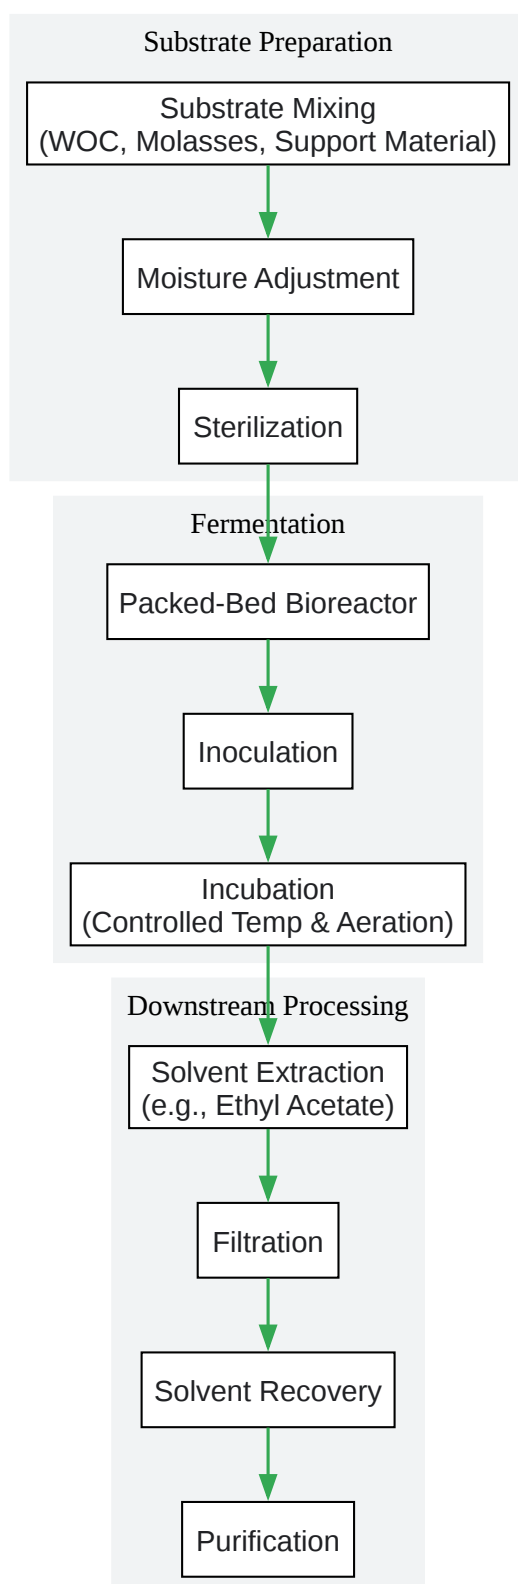 Substrate Preparation
Substrate Mixing
(WOC, Molasses, Support Material)
Moisture Adjustment
Sterilization
Fermentation
Packed-Bed Bioreactor
Inoculation
Incubation
(Controlled Temp & Aeration)
Downstream Processing
Solvent Extraction
(e.g., Ethyl Acetate)
Filtration
Solvent Recovery
Purification